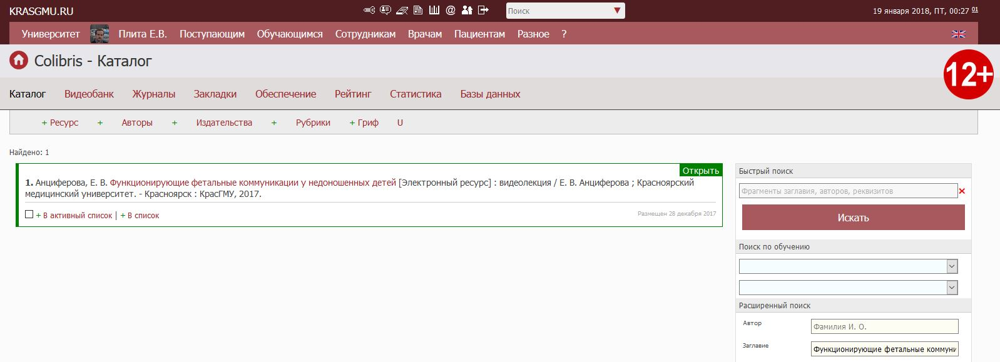 KRASGMU.RU
Поиск
19 января 2018, ПТ, 00:27 01
Университет Плита Е.В. Поступающим Обучающимся Сотрудникам Врачам Пациентам Разное ?
Colibris - Каталог
12+
Каталог Видеобанк Журналы Закладки Обеспечение Рейтинг Статистика Базы данных
+ Ресурс + Авторы + Издательства + Рубрики + Гриф U
Найдено: 1
Открыть
1. Анциферова, Е. В. Функционирующие фетальные коммуникации у недоношенных детей [Электронный ресурс] : видеолекция / Е. В. Анциферова ; Красноярский
медицинский университет. - Красноярск : КрасГМУ, 2017.
+ В активный список | + В список
Размещен 28 декабря 2017
Быстрый поиск
Фрагменты заглавия, авторов, реквизитов
Искать
Поиск по обучению
Расширенный поиск
Автор
Фамилия И. О.
Заглавие
Функционирующие фетальные коммуни